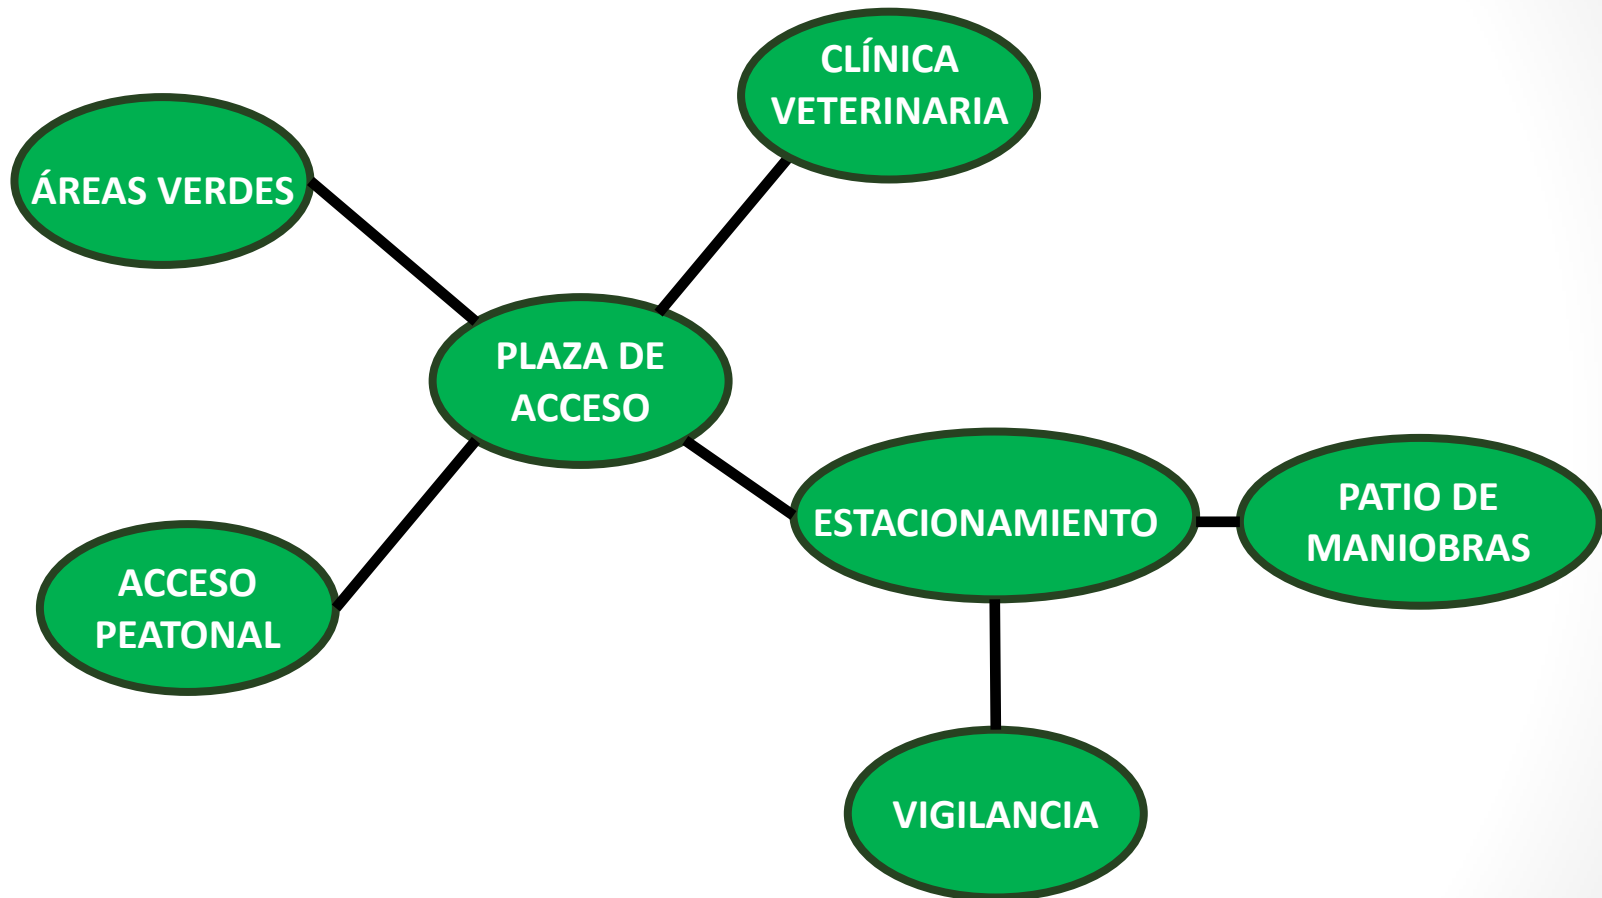 CLÍNICA
VETERINARIA
ÁREAS VERDES
PLAZA DE
ACCESO
ESTACIONAMIENTO
PATIO DE
MANIOBRAS
ACCESO
PEATONAL
VIGILANCIA